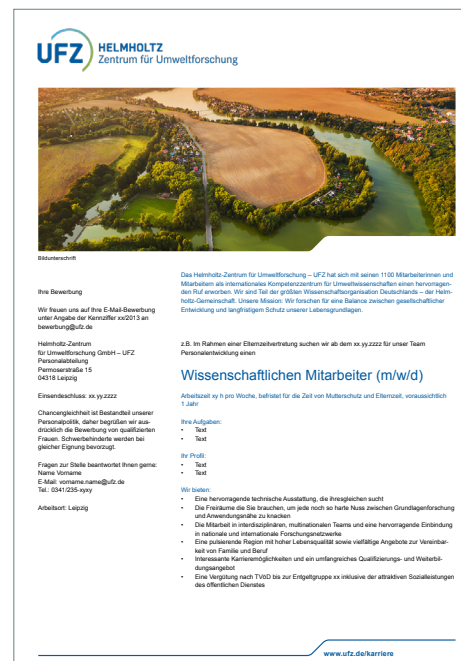 UFZ HELMHOLTZ
Zentrum für Umweltforschung
Bildunterschrift
Ihre Bewerbung
Wir freuen uns auf Ihre E-Mail-Bewerbung
unter Angabe der Kennziffer xx/2013 an
bewerbung@ufz.de
Helmholtz-Zentrum
für Umweltforschung GmbH – UFZ
Personalabteilung
Permoserstraße 15
04318 Leipzig
Einsendeschluss: xx.yy.zzzz
Chancengleichheit ist Bestandteil unserer
Personalpolitik, daher begrüßen wir aus-
drücklich die Bewerbung von qualifizierten
Frauen. Schwerbehinderte werden bei
gleicher Eignung bevorzugt.
Fragen zur Stelle beantwortet Ihnen gerne:
Name Vorname
E-Mail: vorname.name@ufz.de
Tel.: 0341/235-xyxy
Arbeitsort: Leipzig
Das Helmholtz-Zentrum für Umweltforschung – UFZ hat sich mit seinen 1100 Mitarbeiterinnen und
Mitarbeitern als internationales Kompetenzzentrum für Umweltwissenschaften einen hervorragen-
den Ruf erworben. Wir sind Teil der größten Wissenschaftsorganisation Deutschlands – der Helm-
holtz-Gemeinschaft. Unsere Mission: Wir forschen für eine Balance zwischen gesellschaftlicher
Entwicklung und langfristigem Schutz unserer Lebensgrundlagen.
z.B. Im Rahmen einer Elternzeitvertretung suchen wir ab dem xx.yy.zzzz für unser Team
Personalentwicklung einen
Wissenschaftlichen Mitarbeiter (m/w/d)
Arbeitszeit xy h pro Woche, befristet für die Zeit von Mutterschutz und Elternzeit, voraussichtlich
1 Jahr
Ihre Aufgaben:
• Text
• Text
Ihr Profil:
• Text
• Text
Wir bieten:
• Eine hervorragende technische Ausstattung, die ihresgleichen sucht
• Die Freiräume die Sie brauchen, um jede noch so harte Nuss zwischen Grundlagenforschung
und Anwendungsnähe zu knacken
• Die Mitarbeit in interdisziplinären, multinationalen Teams und eine hervorragende Einbindung
in nationale und internationale Forschungsnetzwerke
• Eine pulsierende Region mit hoher Lebensqualität sowie vielfältige Angebote zur Vereinbar-
keit von Familie und Beruf
• Interessante Karrieremöglichkeiten und ein umfangreiches Qualifizierungs- und Weiterbil-
dungsangebot
• Eine Vergütung nach TVöD bis zur Entgeltgruppe xx inklusive der attraktiven Sozialleistungen
des öffentlichen Dienstes
www.ufz.de/karriere